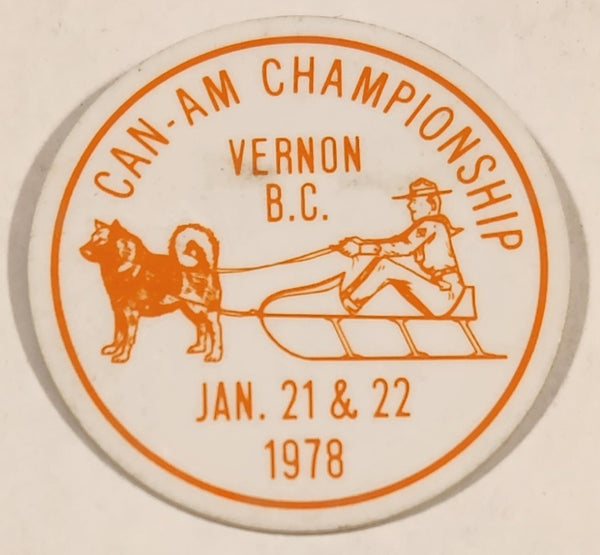 CAN-AM CHAMPIONSHIP
VERNON
B.C.
JAN. 21 & 22
1978